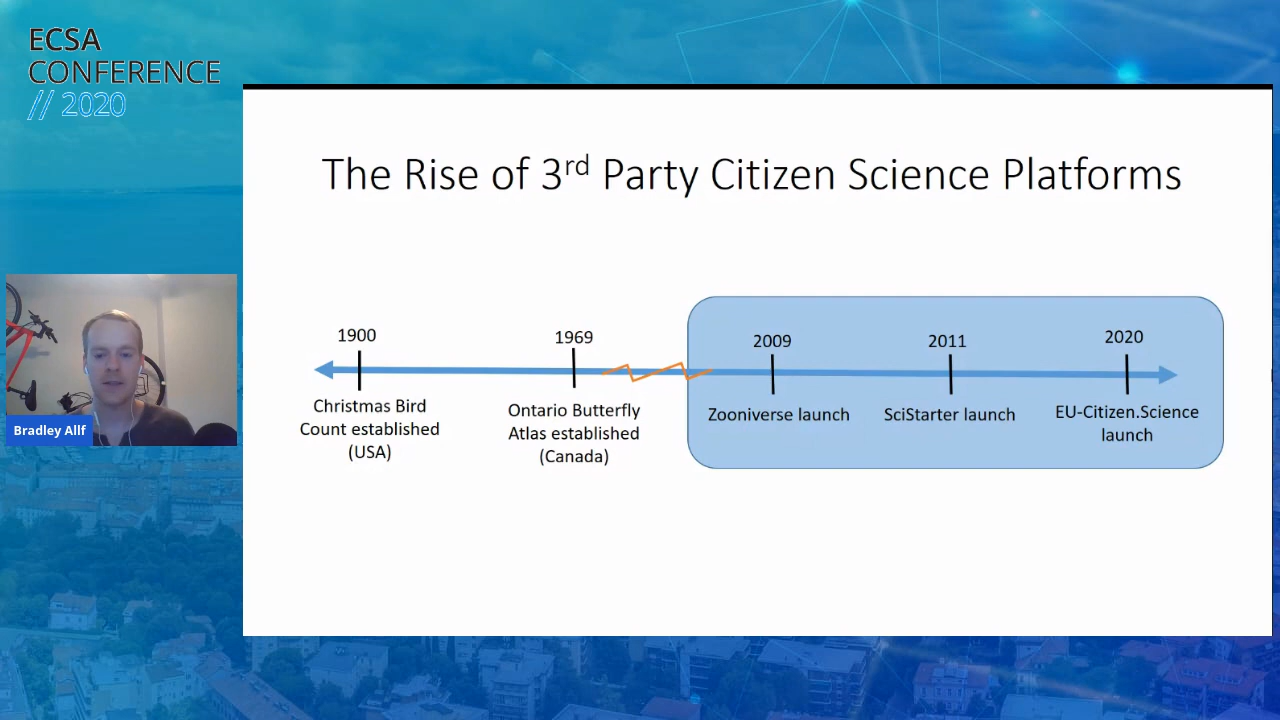 ECSA
CONFERENCE
// 2020
The Rise of 3rd Party Citizen Science Platforms
1900
Christmas Bird
Count established
(USA)
1969
Ontario Butterfly
Atlas established
(Canada)
2009
Zooniverse launch
2011
SciStarter launch
2020
EU-Citizen.Science
launch
Bradley Allf